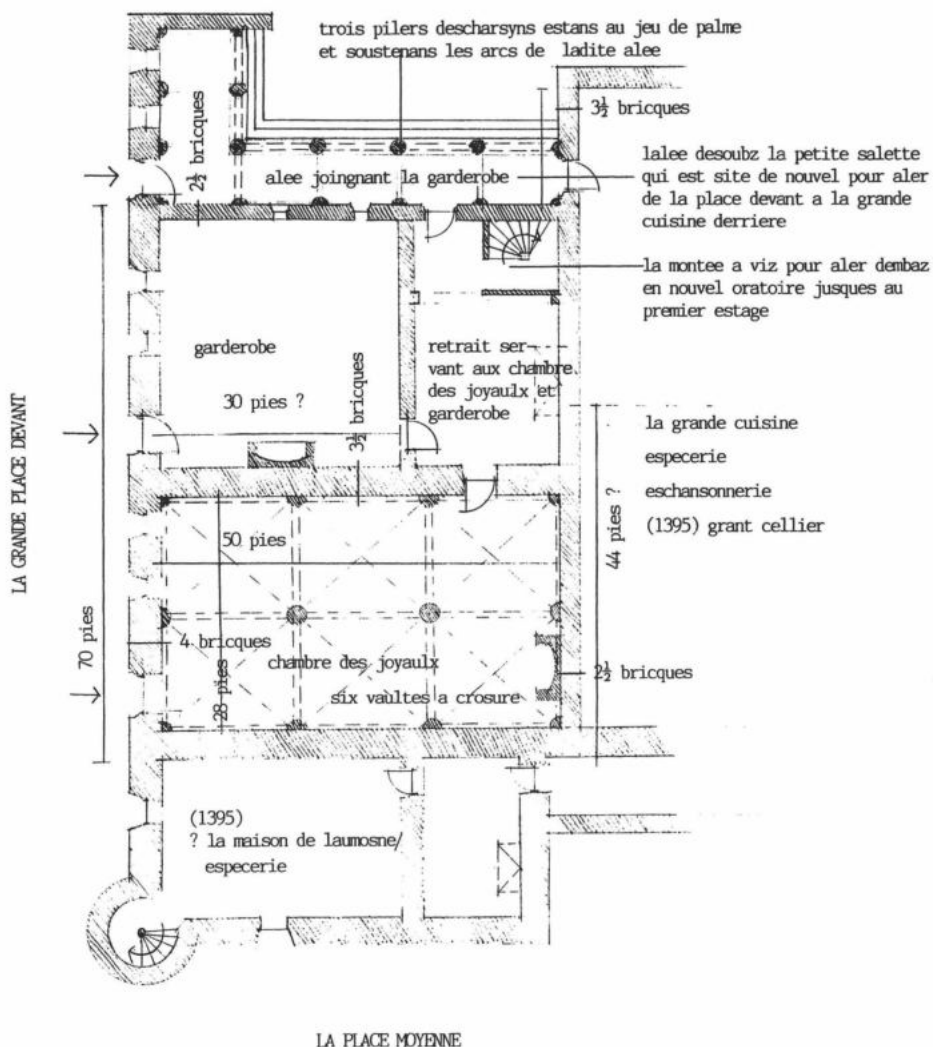 trois pilers descharsyns estans au jeu de palme
et soustenans les arcs de ladite alee
3½ bricques
2½ bricques
lalee desoubz la petite salette
qui est site de nouvel pour aler
de la place devant a la grande
cuisine derriere
alee joingnant la garderobe
la montee a viz pour aler dembaz
en nouvel oratoire jusques au
premier estage
garderobe
30 pies ?
3½ bricques
retrait ser-
vant aux chambre
des joyaulx et
garderobe
la grande cuisine
especerie
eschansonnerie
(1395) grant cellier
44 pies ?
LA GRANDE PLACE DEVANT
70 pies
50 pies
4 bricques
28 pies
chambre des joyaulx
six vaultes a crosure
2½ bricques
(1395)
? la maison de laumosne/
especerie
LA PLACE MOYENNE